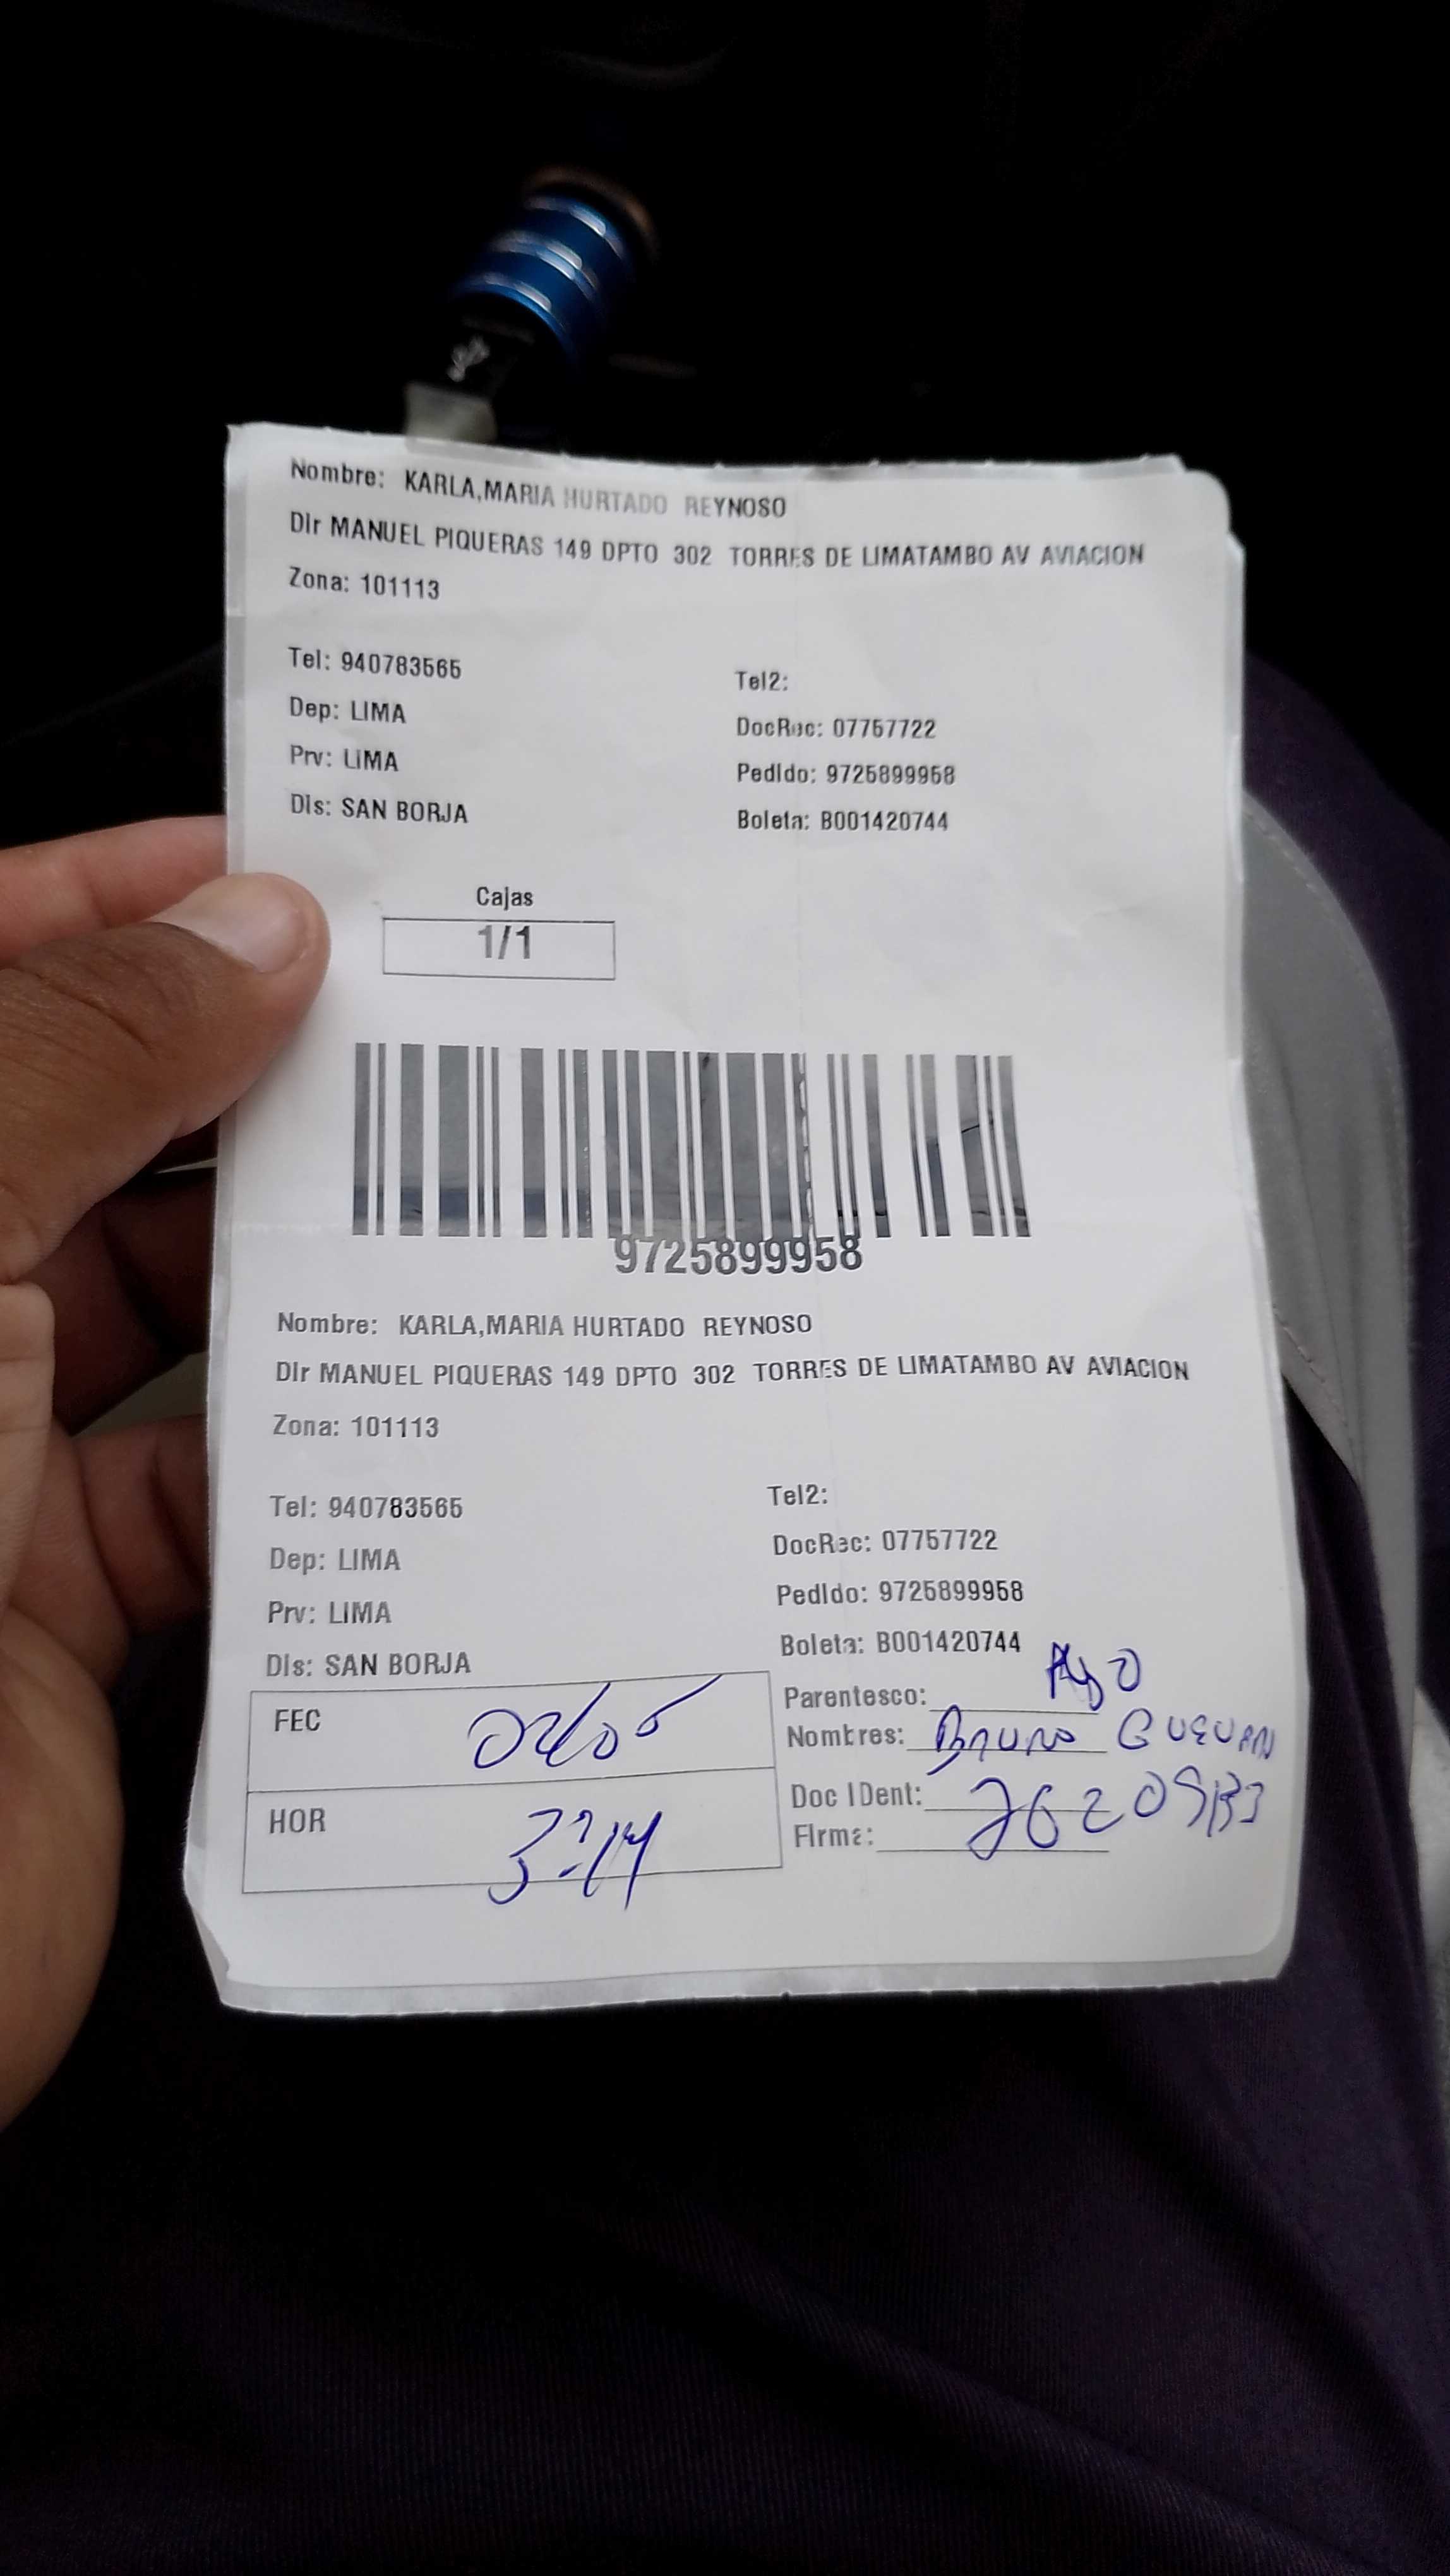 Nombre: KARLA,MARIA HURTADO REYNOSO
Dir MANUEL PIQUERAS 149 DPTO 302 TORRES DE LIMATAMBO AV AVIACION
Zona: 101113
Tel: 940783565
Tel2:
Dep: LIMA
DocRec: 07757722
Prv: LIMA
Pedido: 9725899958
Dis: SAN BORJA
Boleta: B001420744
Cajas
1/1
9725899958
Nombre: KARLA,MARIA HURTADO REYNOSO
Dir MANUEL PIQUERAS 149 DPTO 302 TORRES DE LIMATAMBO AV AVIACION
Zona: 101113
Tel: 940783565
Tel2:
Dep: LIMA
DocRec: 07757722
Prv: LIMA
Pedido: 9725899958
Dis: SAN BORJA
Boleta: B001420744
FEC
Parentesco:
Nombres: Bruno
HOR
Doc IDent:
Firma: